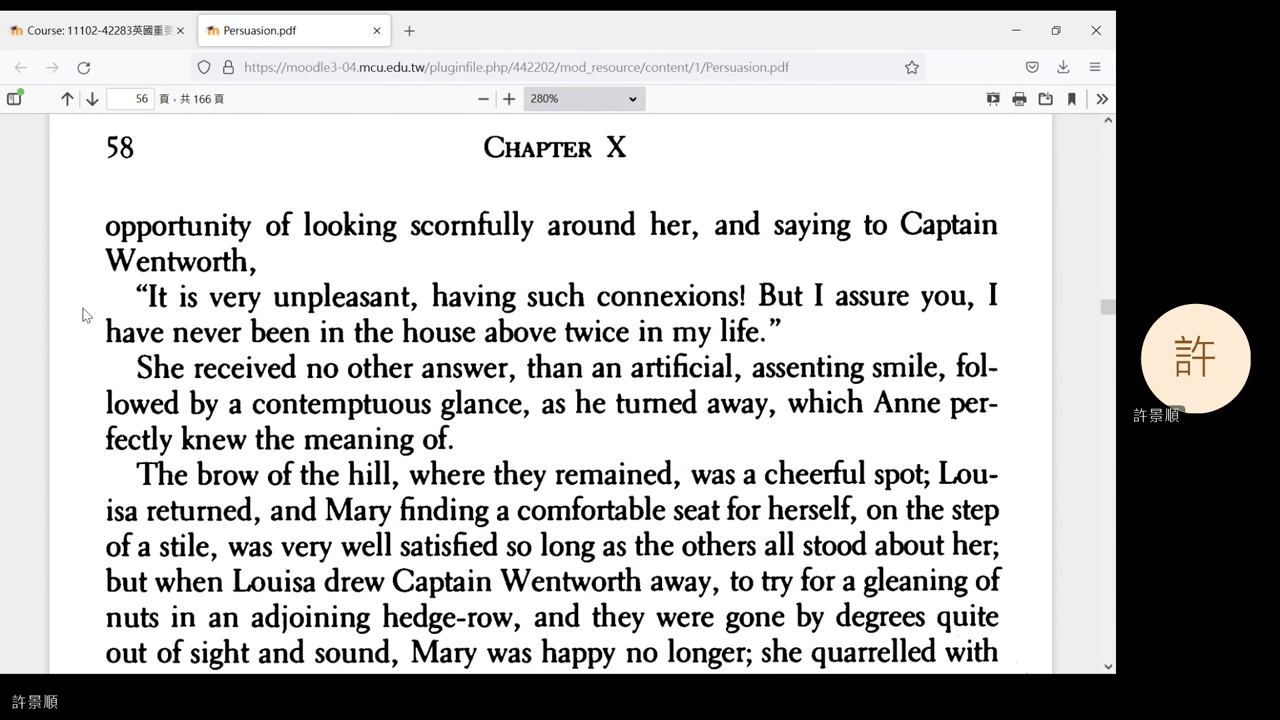 Course: 11102-42283英國重要
Persuasion.pdf
https://moodle3-04.mcu.edu.tw/pluginfile.php/442202/mod_resource/content/1/Persuasion.pdf
56 頁，共 166 頁
280%
58 CHAPTER X
opportunity of looking scornfully around her, and saying to Captain
Wentworth,
“It is very unpleasant, having such connexions! But I assure you, I
have never been in the house above twice in my life.”
She received no other answer, than an artificial, assenting smile, fol-
lowed by a contemptuous glance, as he turned away, which Anne per-
fectly knew the meaning of.
The brow of the hill, where they remained, was a cheerful spot; Lou-
isa returned, and Mary finding a comfortable seat for herself, on the step
of a stile, was very well satisfied so long as the others all stood about her;
but when Louisa drew Captain Wentworth away, to try for a gleaning of
nuts in an adjoining hedge-row, and they were gone by degrees quite
out of sight and sound, Mary was happy no longer; she quarrelled with
許
許景順
許景順